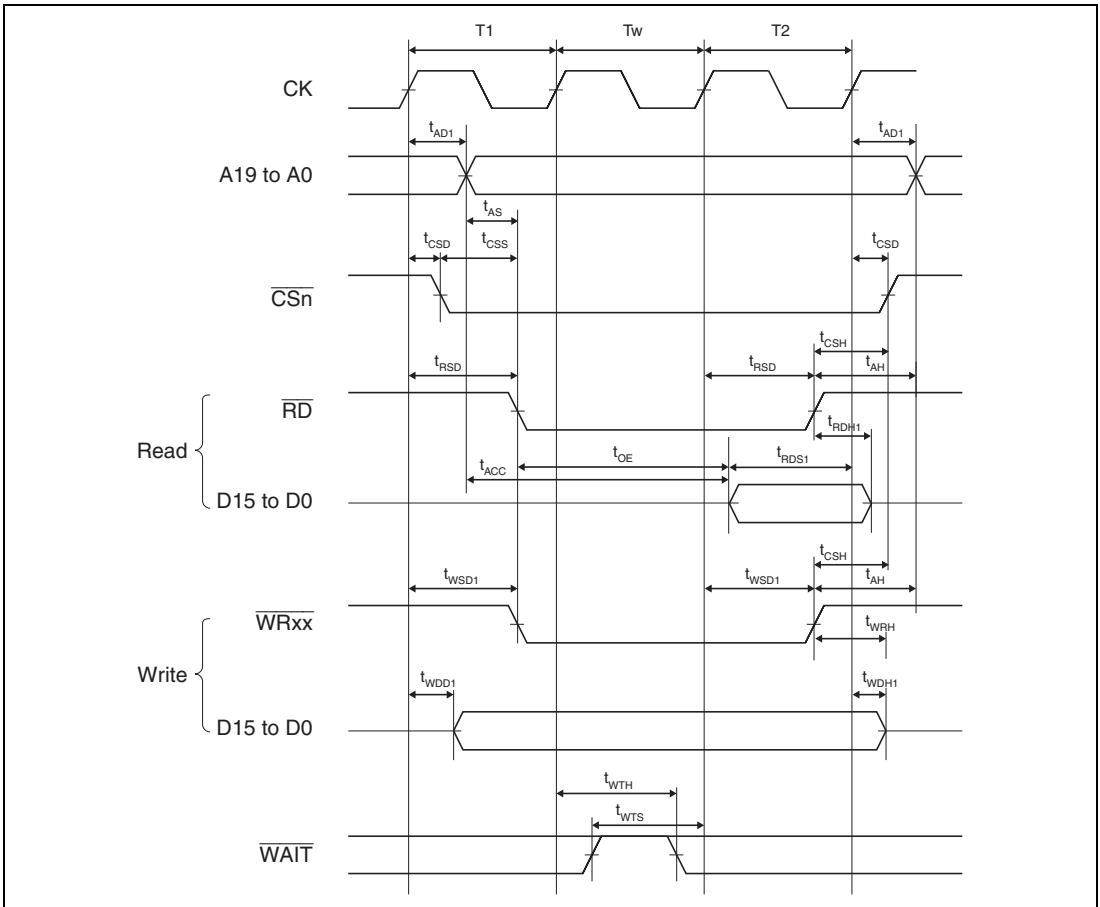 T1 Tw T2
CK
tAD1 tAD1
A19 to A0
tAS
tCSD tCSS tCSD
CSn
tCSH
tRSD tRSD tAH
RD
tRDH1
Read
tOE tRDS1
tACC
D15 to D0
tCSH
tWSD1 tWSD1 tAH
WRxx
tWRH
Write
tWDD1 tWDH1
D15 to D0
tWTH
tWTS
WAIT